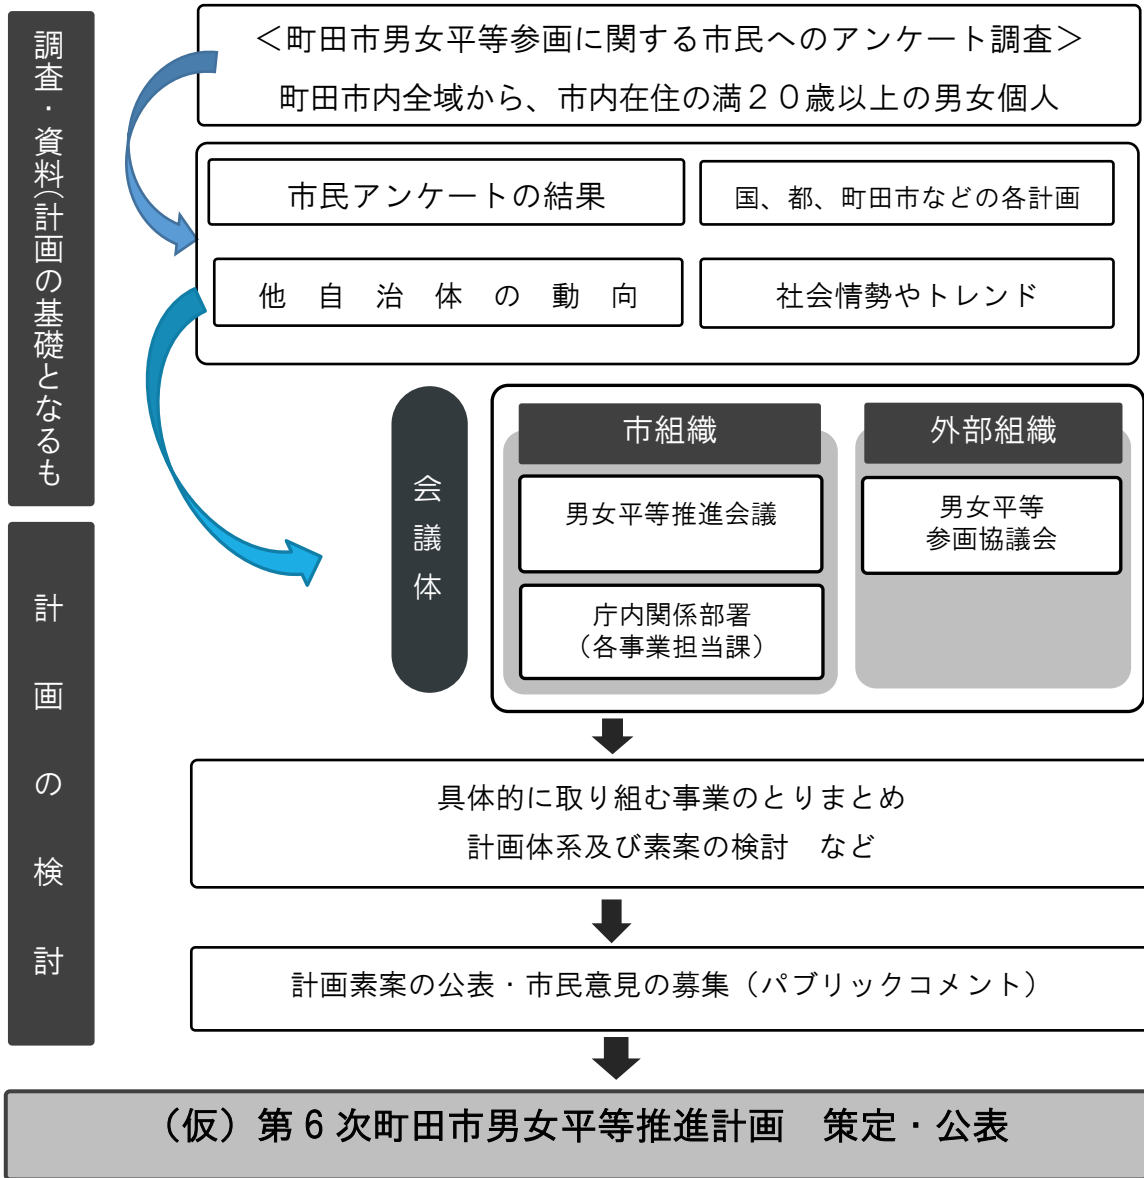 調査・資料(計画の基礎となるも
＜町田市男女平等参画に関する市民へのアンケート調査＞
町田市内全域から、市内在住の満２０歳以上の男女個人
市民アンケートの結果
国、都、町田市などの各計画
他自治体の動向
社会情勢やトレンド
計画の検討
会議体
市組織
男女平等推進会議
庁内関係部署
（各事業担当課）
外部組織
男女平等
参画協議会
具体的に取り組む事業のとりまとめ
計画体系及び素案の検討　など
計画素案の公表・市民意見の募集（パブリックコメント）
（仮）第６次町田市男女平等推進計画　策定・公表